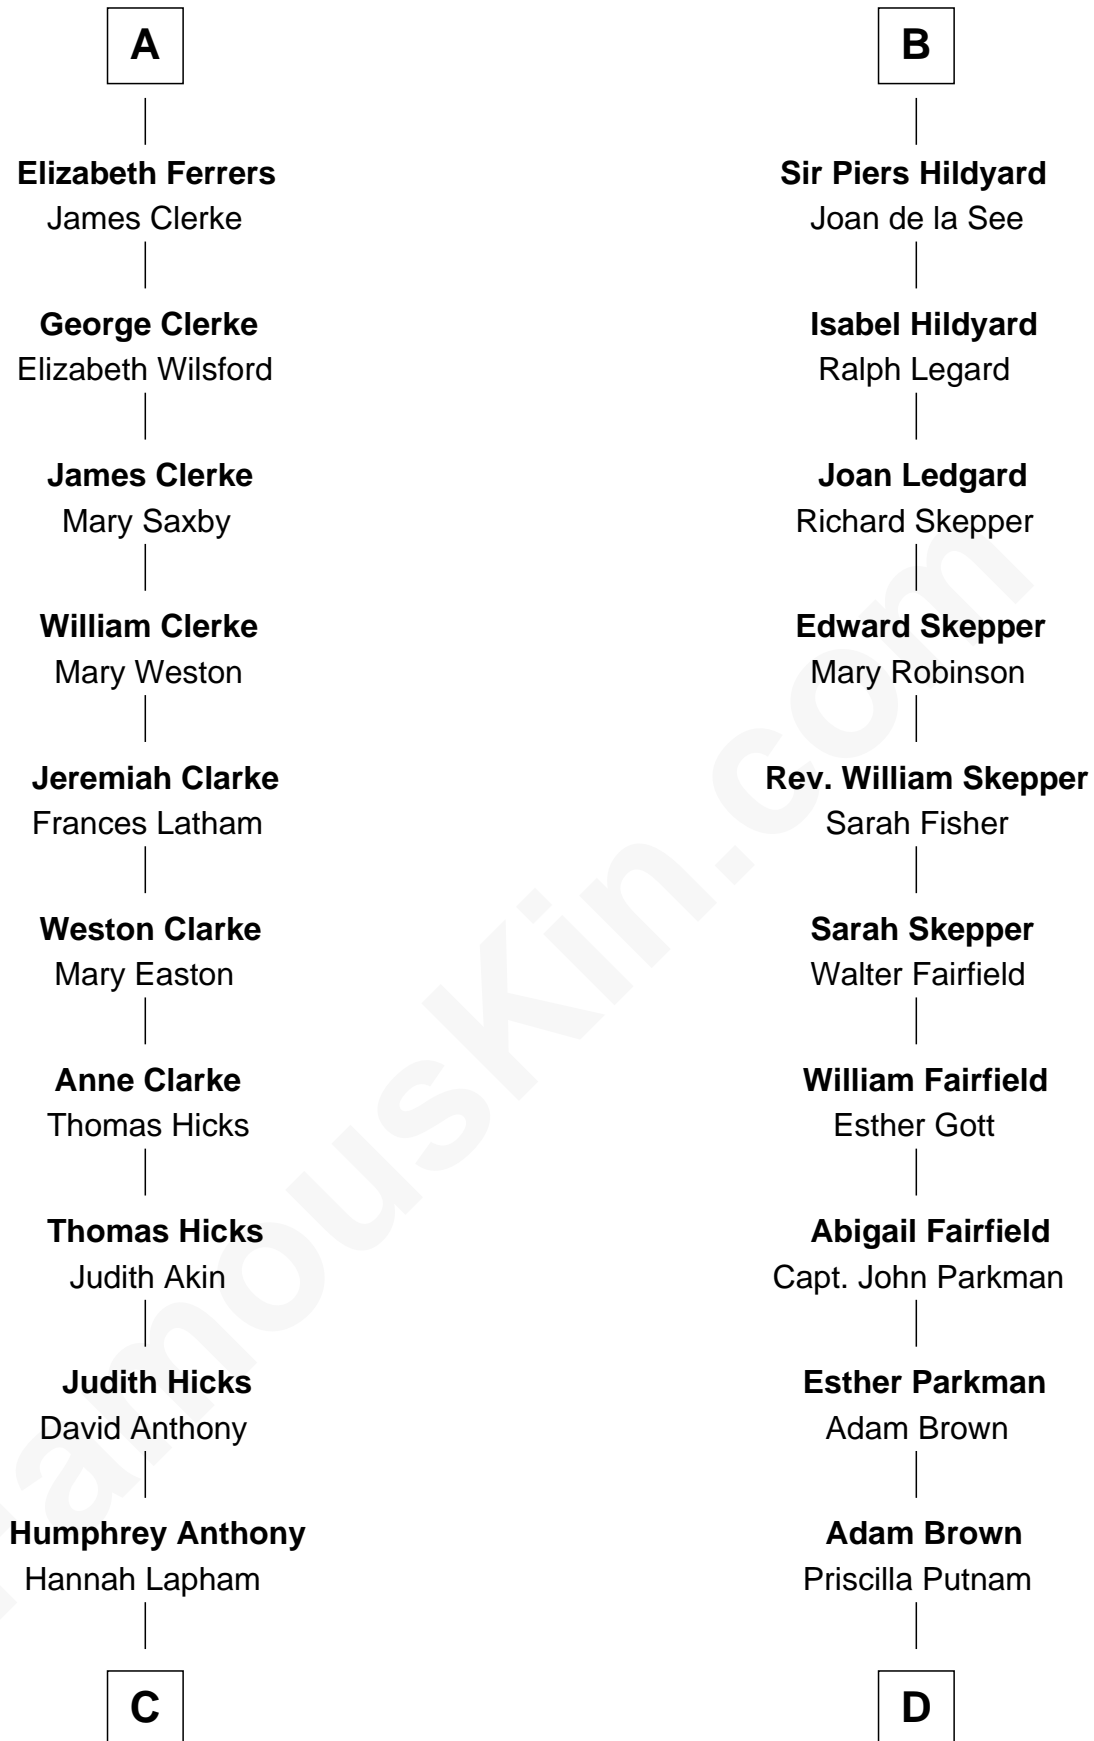 A
Elizabeth Ferrers
James Clerke
George Clerke
Elizabeth Wilsford
James Clerke
Mary Saxby
William Clerke
Mary Weston
Jeremiah Clarke
Frances Latham
Weston Clarke
Mary Easton
Anne Clarke
Thomas Hicks
Thomas Hicks
Judith Akin
Judith Hicks
David Anthony
Humphrey Anthony
Hannah Lapham
C
B
Sir Piers Hildyard
Joan de la See
Isabel Hildyard
Ralph Legard
Joan Ledgard
Richard Skepper
Edward Skepper
Mary Robinson
Rev. William Skepper
Sarah Fisher
Sarah Skepper
Walter Fairfield
William Fairfield
Esther Gott
Abigail Fairfield
Capt. John Parkman
Esther Parkman
Adam Brown
Adam Brown
Priscilla Putnam
D
FamousKin.com